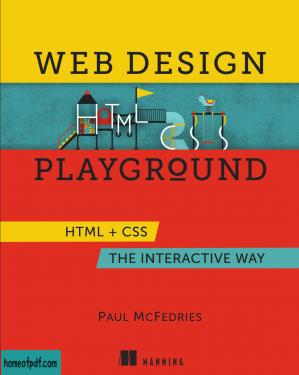 WEB DESIGN
HTML CSS
PLAYGROUND
HTML + CSS
THE INTERACTIVE WAY
PAUL MCFEDRIES
MANNING
homeofpdf.com